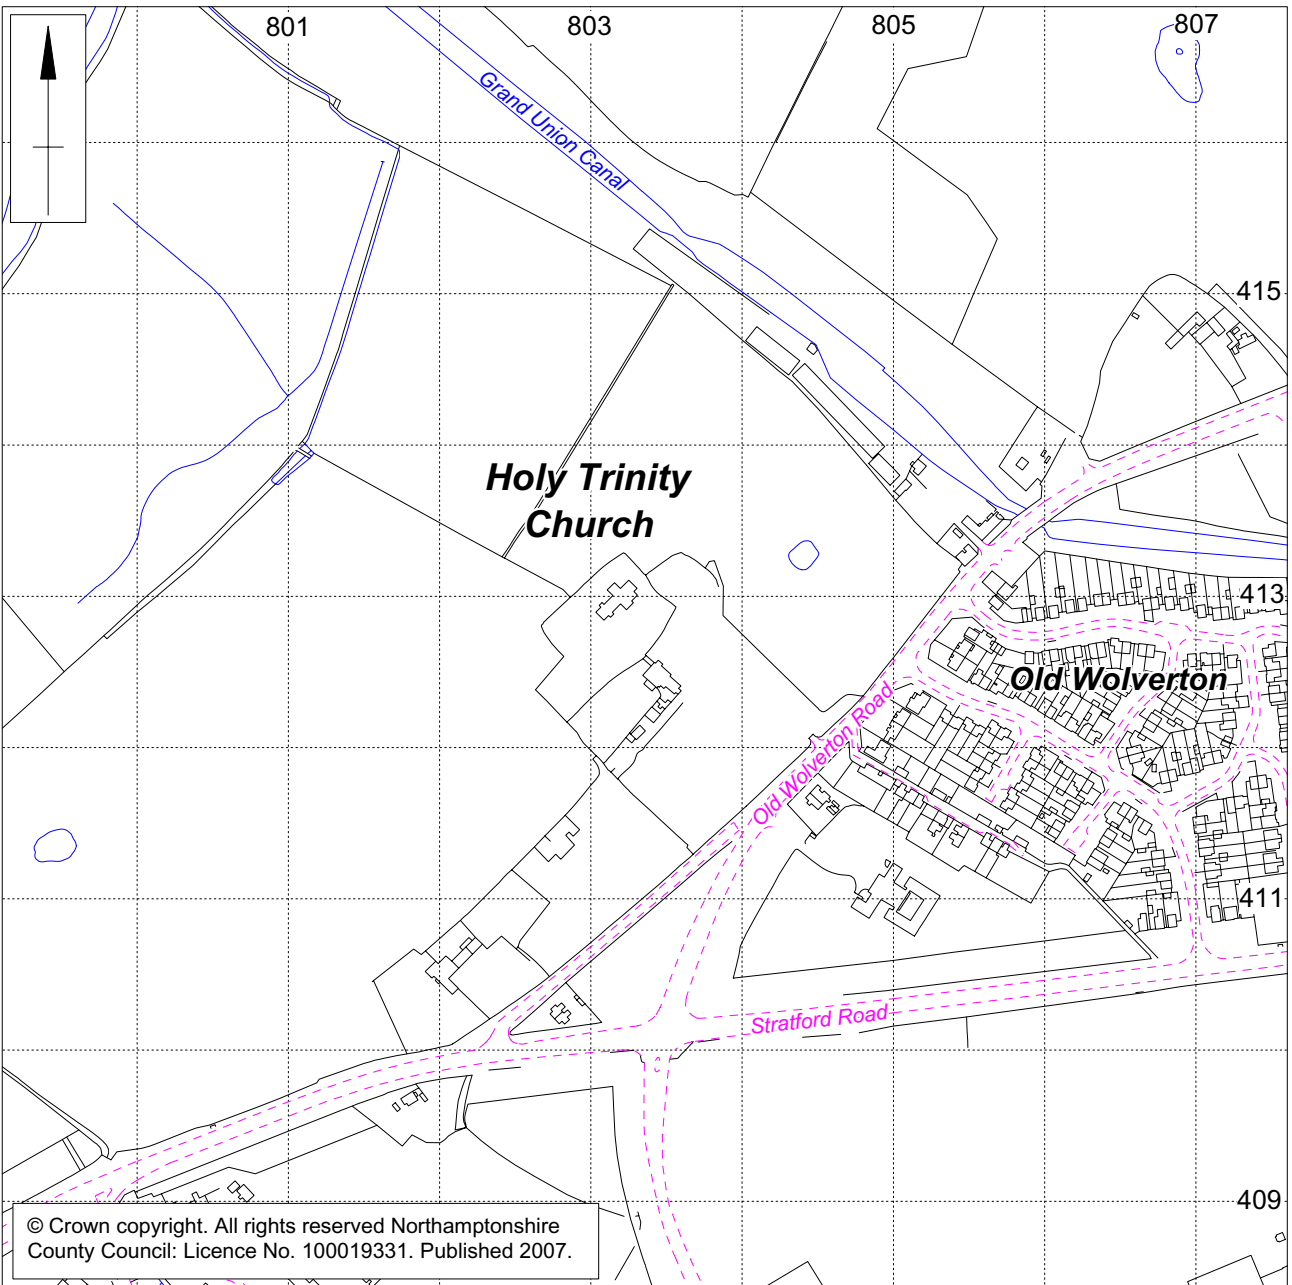 801
803
805
807
Grand Union Canal
415
Holy Trinity
Church
413
Old Wolverton
Old Wolverton Road
411
Stratford Road
409
© Crown copyright. All rights reserved Northamptonshire
County Council: Licence No. 100019331. Published 2007.